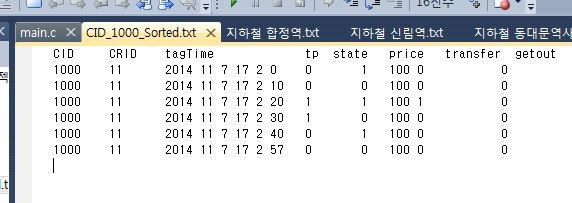 16진수
main.c CID_1000_Sorted.txt 지하철 합정역.txt 지하철 신림역.txt 지하철 동대문역사
CID CRID tagTime tp state price transfer getout
1000 11 2014 11 7 17 2 0 0 1 100 0 0
1000 11 2014 11 7 17 2 10 0 0 100 0 0
1000 11 2014 11 7 17 2 20 1 1 100 1 0
1000 11 2014 11 7 17 2 30 1 0 100 0 0
1000 11 2014 11 7 17 2 40 0 1 100 0 0
1000 11 2014 11 7 17 2 57 0 0 100 0 0